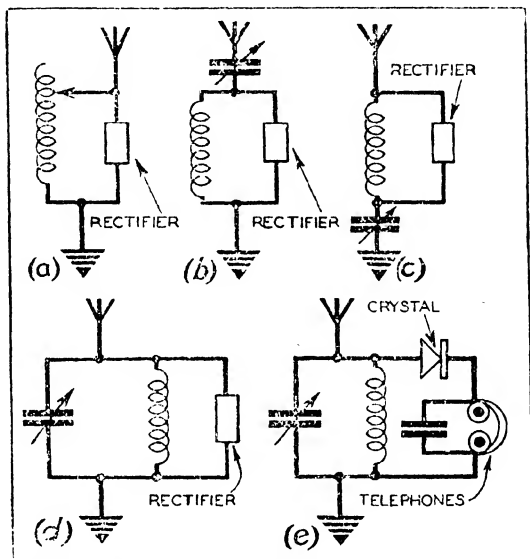 RECTIFIER
RECTIFIER
RECTIFIER
(a)
(b)
(c)
CRYSTAL
RECTIFIER
TELEPHONES
(d)
(e)